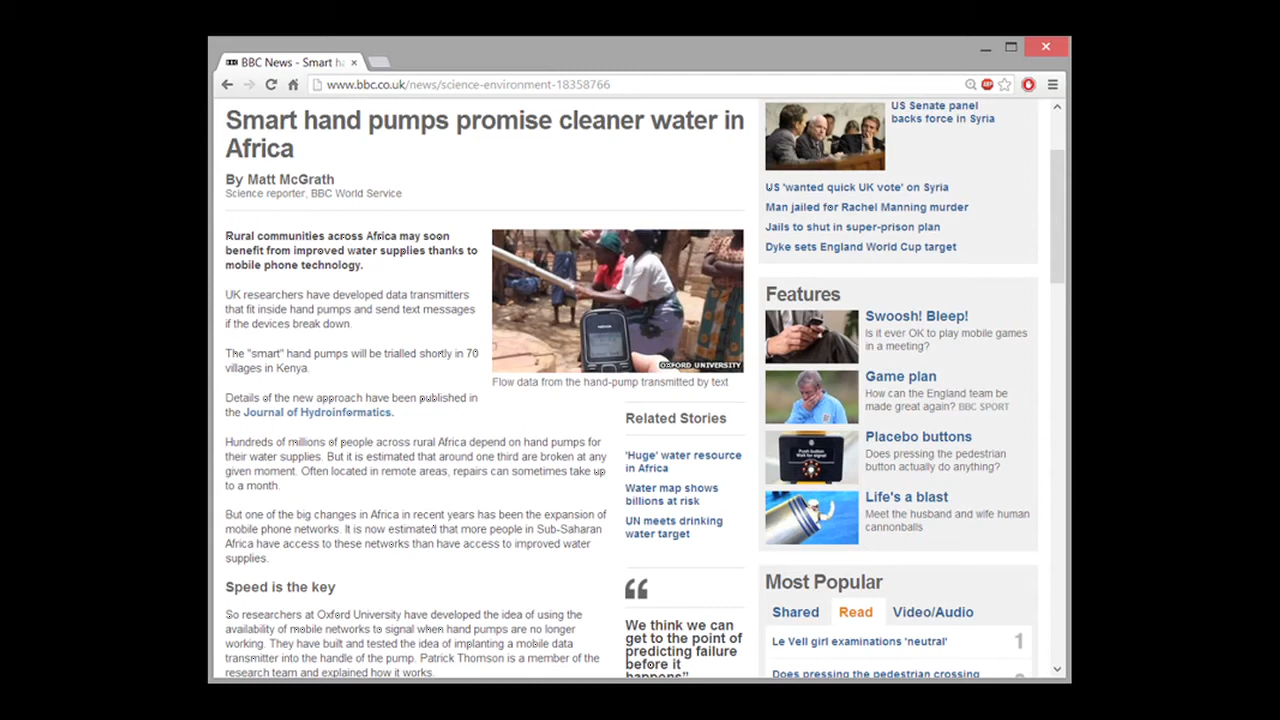 BBC News - Smart ha
www.bbc.co.uk/news/science-environment-18358766
Smart hand pumps promise cleaner water in
Africa
By Matt McGrath
Science reporter, BBC World Service
Rural communities across Africa may soon
benefit from improved water supplies thanks to
mobile phone technology.
UK researchers have developed data transmitters
that fit inside hand pumps and send text messages
if the devices break down.
The "smart" hand pumps will be trialled shortly in 70
villages in Kenya.
Details of the new approach have been published in
the Journal of Hydroinformatics.
NOKIA
OXFORD UNIVERSITY
Flow data from the hand-pump transmitted by text
Hundreds of millions of people across rural Africa depend on hand pumps for
their water supplies. But it is estimated that around one third are broken at any
given moment. Often located in remote areas, repairs can sometimes take up
to a month.
But one of the big changes in Africa in recent years has been the expansion of
mobile phone networks. It is now estimated that more people in Sub-Saharan
Africa have access to these networks than have access to improved water
supplies.
Speed is the key
So researchers at Oxford University have developed the idea of using the
availability of mobile networks to signal when hand pumps are no longer
working. They have built and tested the idea of implanting a mobile data
transmitter into the handle of the pump. Patrick Thomson is a member of the
research team and explained how it works.
Related Stories
'Huge' water resource
in Africa
Water map shows
billions at risk
UN meets drinking
water target
We think we can
get to the point of
predicting failure
before it
happens"
US Senate panel
backs force in Syria
US 'wanted quick UK vote' on Syria
Man jailed for Rachel Manning murder
Jails to shut in super-prison plan
Dyke sets England World Cup target
Features
Swoosh! Bleep!
Is it ever OK to play mobile games
in a meeting?
Game plan
How can the England team be
made great again? BBC SPORT
Placebo buttons
Does pressing the pedestrian
button actually do anything?
Life's a blast
Meet the husband and wife human
cannonballs
Most Popular
Shared Read Video/Audio
Le Vell girl examinations 'neutral' 1
Does pressing the pedestrian crossing